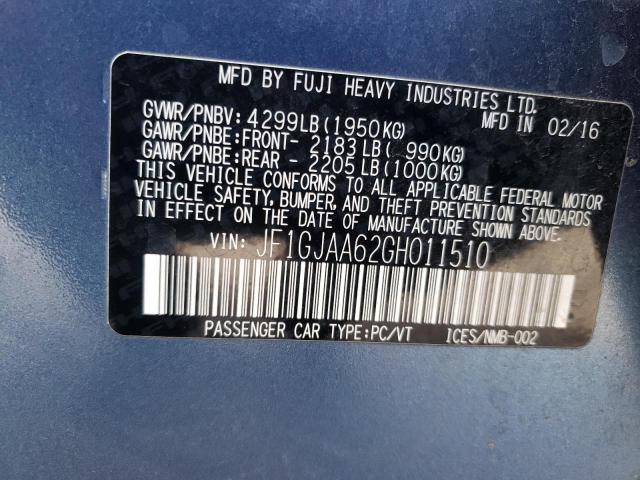 MFD BY FUJI HEAVY INDUSTRIES LTD.
MFD IN 02/16
GVWR/PNBV: 4299LB(1950KG)
GAWR/PNBE:FRONT- 2183LB( 990KG)
GAWR/PNBE:REAR - 2205LB(1000KG)
THIS VEHICLE CONFORMS TO ALL APPLICABLE FEDERAL MOTOR
VEHICLE SAFETY, BUMPER, AND THEFT PREVENTION STANDARDS
IN EFFECT ON THE DATE OF MANUFACTURE SHOWN ABOVE.
VIN: JF1GJAA62GH011510
PASSENGER CAR TYPE:PC/VT ICES/NMB-002